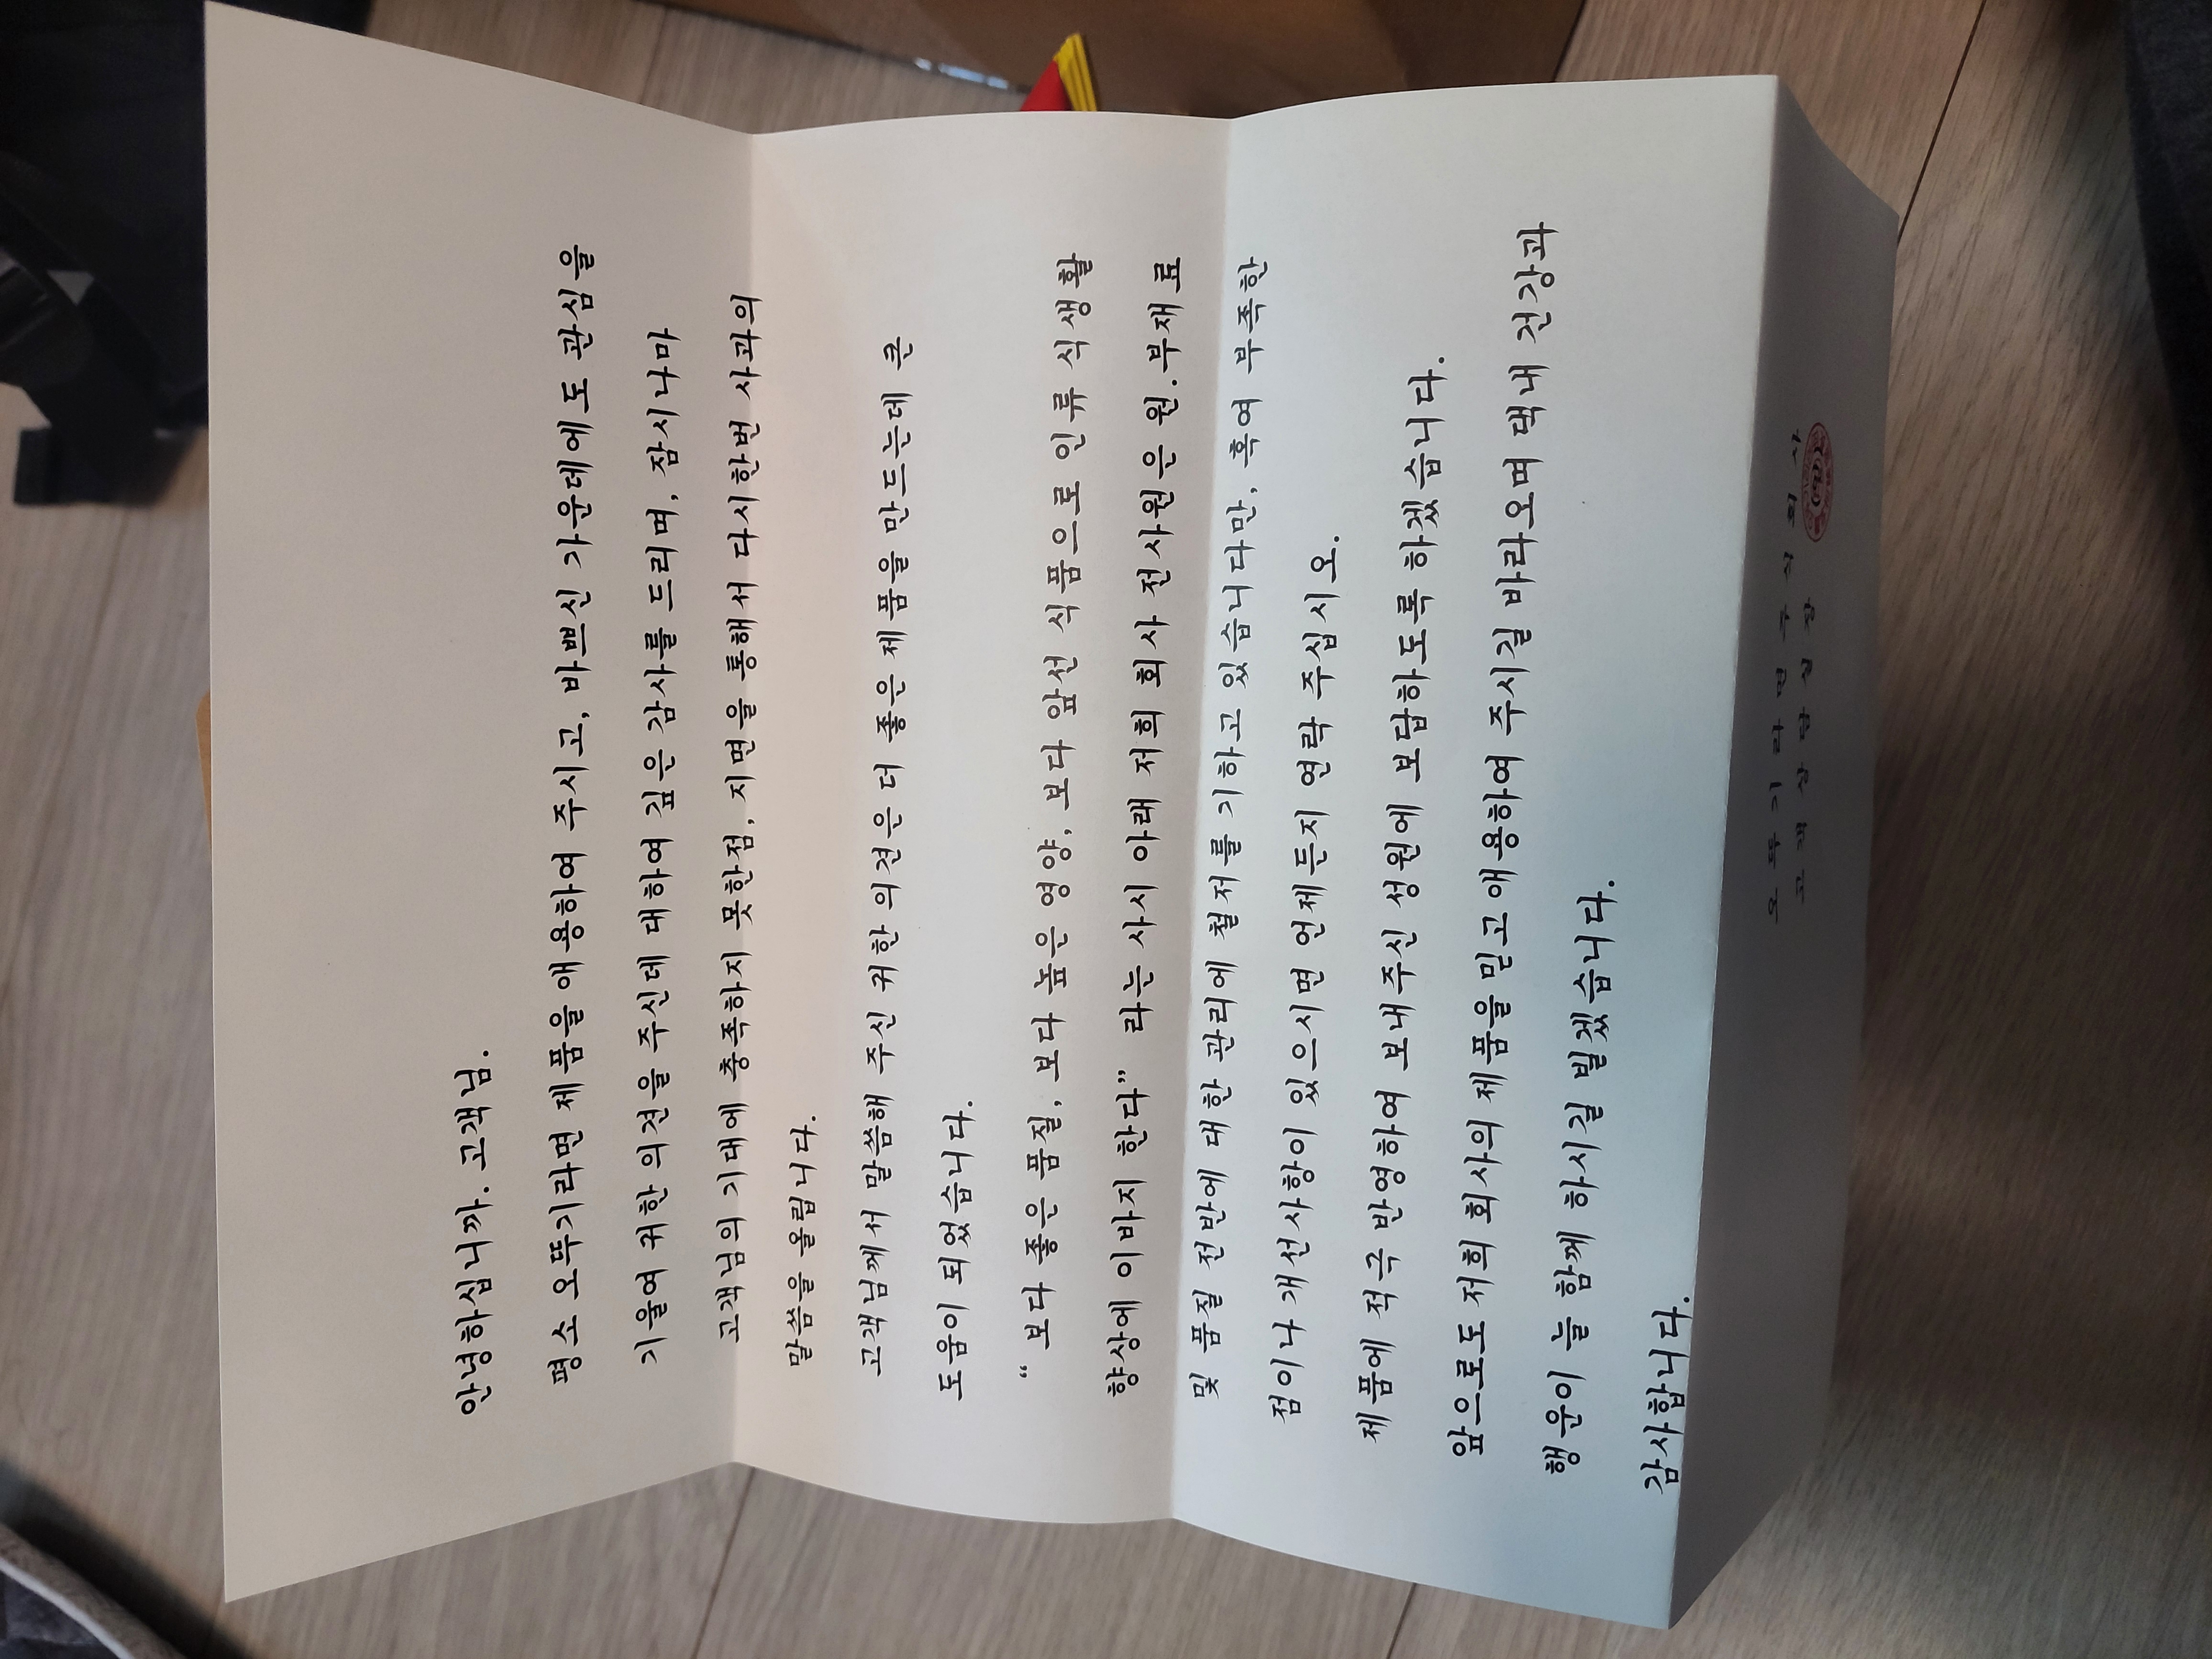 안녕하십니까. 고객님.
평소 오뚜기라면 제품을 애용하여 주시고, 바쁘신 가운데에도 관심을
기울여 귀한 의견을 주신데 대하여 깊은 감사를 드리며, 잠시나마
고객님의 기대에 충족하지 못한점, 지면을 통해서 다시한번 사과의
말씀을 올립니다.
고객님께서 말씀해 주신 귀한 의견은 더 좋은 제품을 만드는데 큰
도움이 되었습니다.
“ 보다 좋은 품질, 보다 높은 영양, 보다 앞선 식품으로 인류 식생활
향상에 이바지 한다” 라는 사시 아래 저희 회사 전사원은 원.부재료
및 품질 전반에 대한 관리에 철저를 기하고 있습니다만, 혹여 부족한
점이나 개선사항이 있으시면 언제든지 연락 주십시오.
제품에 적극 반영하여 보내주신 성원에 보답하도록 하겠습니다.
앞으로도 저희 회사의 제품을 믿고 애용하여 주시길 바라오며 댁내 건강과
행운이 늘 함께 하시길 빌겠습니다.
감사합니다.
오뚜기라면주식회사
고객상담실장